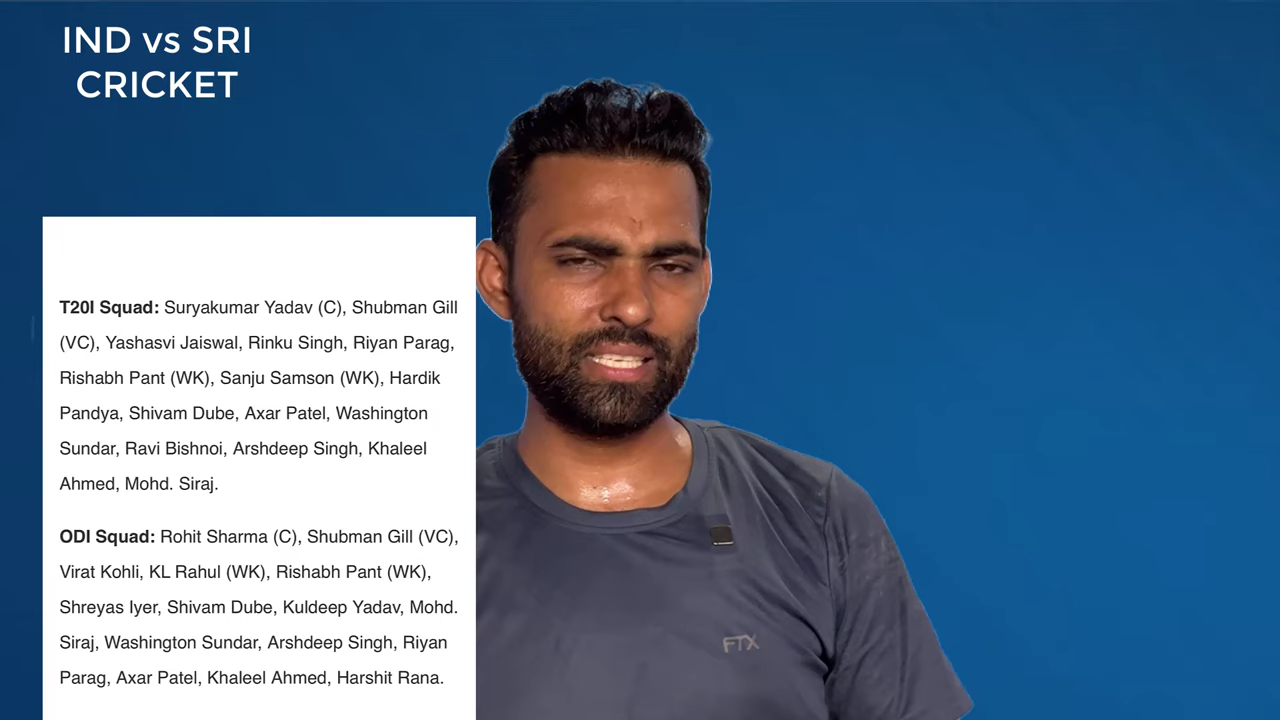 IND vs SRI
CRICKET
T20I Squad: Suryakumar Yadav (C), Shubman Gill
(VC), Yashasvi Jaiswal, Rinku Singh, Riyan Parag,
Rishabh Pant (WK), Sanju Samson (WK), Hardik
Pandya, Shivam Dube, Axar Patel, Washington
Sundar, Ravi Bishnoi, Arshdeep Singh, Khaleel
Ahmed, Mohd. Siraj.
ODI Squad: Rohit Sharma (C), Shubman Gill (VC),
Virat Kohli, KL Rahul (WK), Rishabh Pant (WK),
Shreyas Iyer, Shivam Dube, Kuldeep Yadav, Mohd.
Siraj, Washington Sundar, Arshdeep Singh, Riyan
Parag, Axar Patel, Khaleel Ahmed, Harshit Rana.
FTX